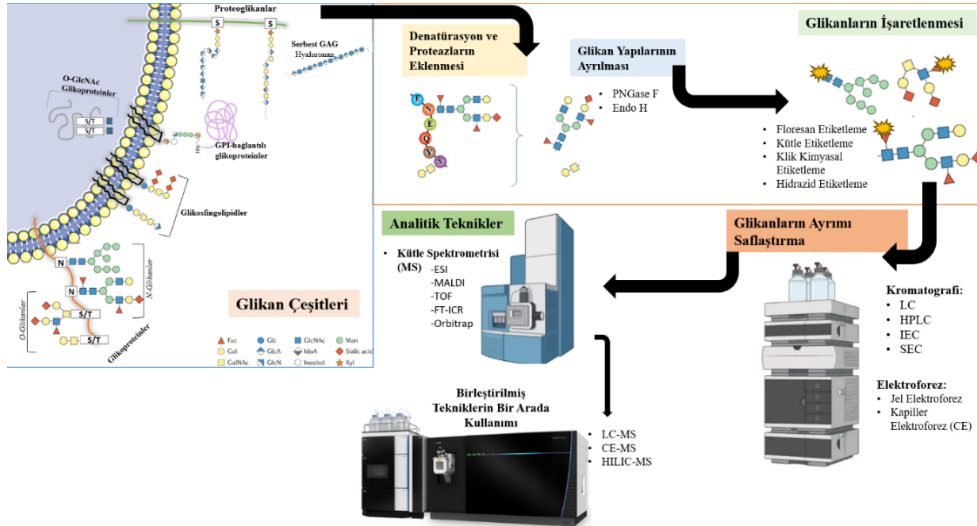 Proteoglikanlar
S
S
Serbest GAG
Hyaluronan
O-GlcNAc
Glikoproteinler
S/T
S/T
GPI-bağlantılı
glikoproteinler
Glikosfingolipidler
N
N
S/T
S/T
N-Glikanlar
O-Glikanlar
Glikoproteinler
Glikan Çeşitleri
Fuc
Glc
GlcNAc
Man
Gal
GlcA
IdoA
Sialic acid
GalNAc
GlcN
Inositol
Xyl
Denatürasyon ve
Proteazların
Eklenmesi
F
N
E
Q
Y
Glikan Yapılarının
Ayrılması
• PNGase F
• Endo H
Glikanların İşaretlenmesi
• Floresan Etiketleme
• Kütle Etiketleme
• Klik Kimyasal
Etiketleme
• Hidrazid Etiketleme
Glikanların Ayrımı
Saflaştırma
Kromatografi:
• LC
• HPLC
• IEC
• SEC
Elektroforez:
• Jel Elektroforez
• Kapiller
Elektroforez (CE)
Analitik Teknikler
• Kütle Spektrometrisi
(MS)
-ESI
-MALDI
-TOF
-FT-ICR
-Orbitrap
Birleştirilmiş
Tekniklerin Bir Arada
Kullanımı
• LC-MS
• CE-MS
• HILIC-MS